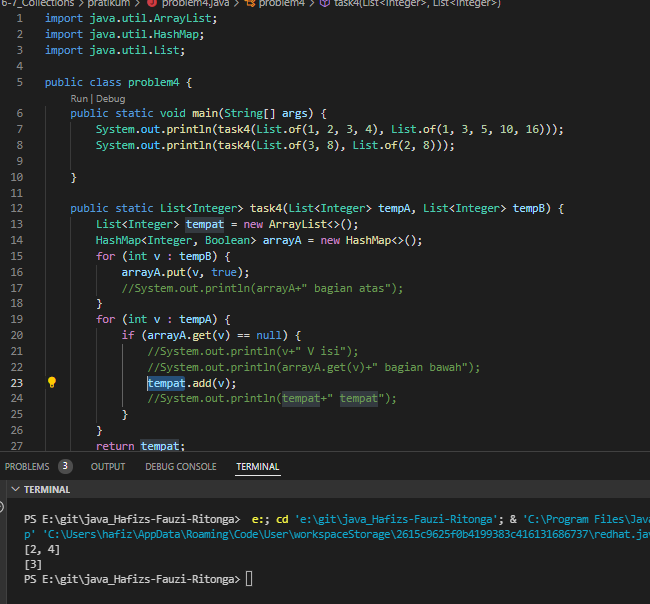 6-7_Collections > pratikum > problem4.java > problem4 > task4(List<Integer>, List<Integer>)
1 import java.util.ArrayList;
2 import java.util.HashMap;
3 import java.util.List;
4
5 public class problem4 {
Run | Debug
6 public static void main(String[] args) {
7 System.out.println(task4(List.of(1, 2, 3, 4), List.of(1, 3, 5, 10, 16)));
8 System.out.println(task4(List.of(3, 8), List.of(2, 8)));
9
10 }
11
12 public static List<Integer> task4(List<Integer> tempA, List<Integer> tempB) {
13 List<Integer> tempat = new ArrayList<>();
14 HashMap<Integer, Boolean> arrayA = new HashMap<>();
15 for (int v : tempB) {
16 arrayA.put(v, true);
17 //System.out.println(arrayA+" bagian atas");
18 }
19 for (int v : tempA) {
20 if (arrayA.get(v) == null) {
21 //System.out.println(v+" V isi");
22 //System.out.println(arrayA.get(v)+" bagian bawah");
23 tempat.add(v);
24 //System.out.println(tempat+" tempat");
25 }
26 }
27 return tempat;
PROBLEMS 3 OUTPUT DEBUG CONSOLE TERMINAL
TERMINAL
PS E:\git\java_Hafizs-Fauzi-Ritonga> e:; cd 'e:\git\java_Hafizs-Fauzi-Ritonga'; & 'C:\Program Files\Java
p' 'C:\Users\hafiz\AppData\Roaming\Code\User\workspaceStorage\2615c9625f0b4199383c416131686737\redhat.jav
[2, 4]
[3]
PS E:\git\java_Hafizs-Fauzi-Ritonga>